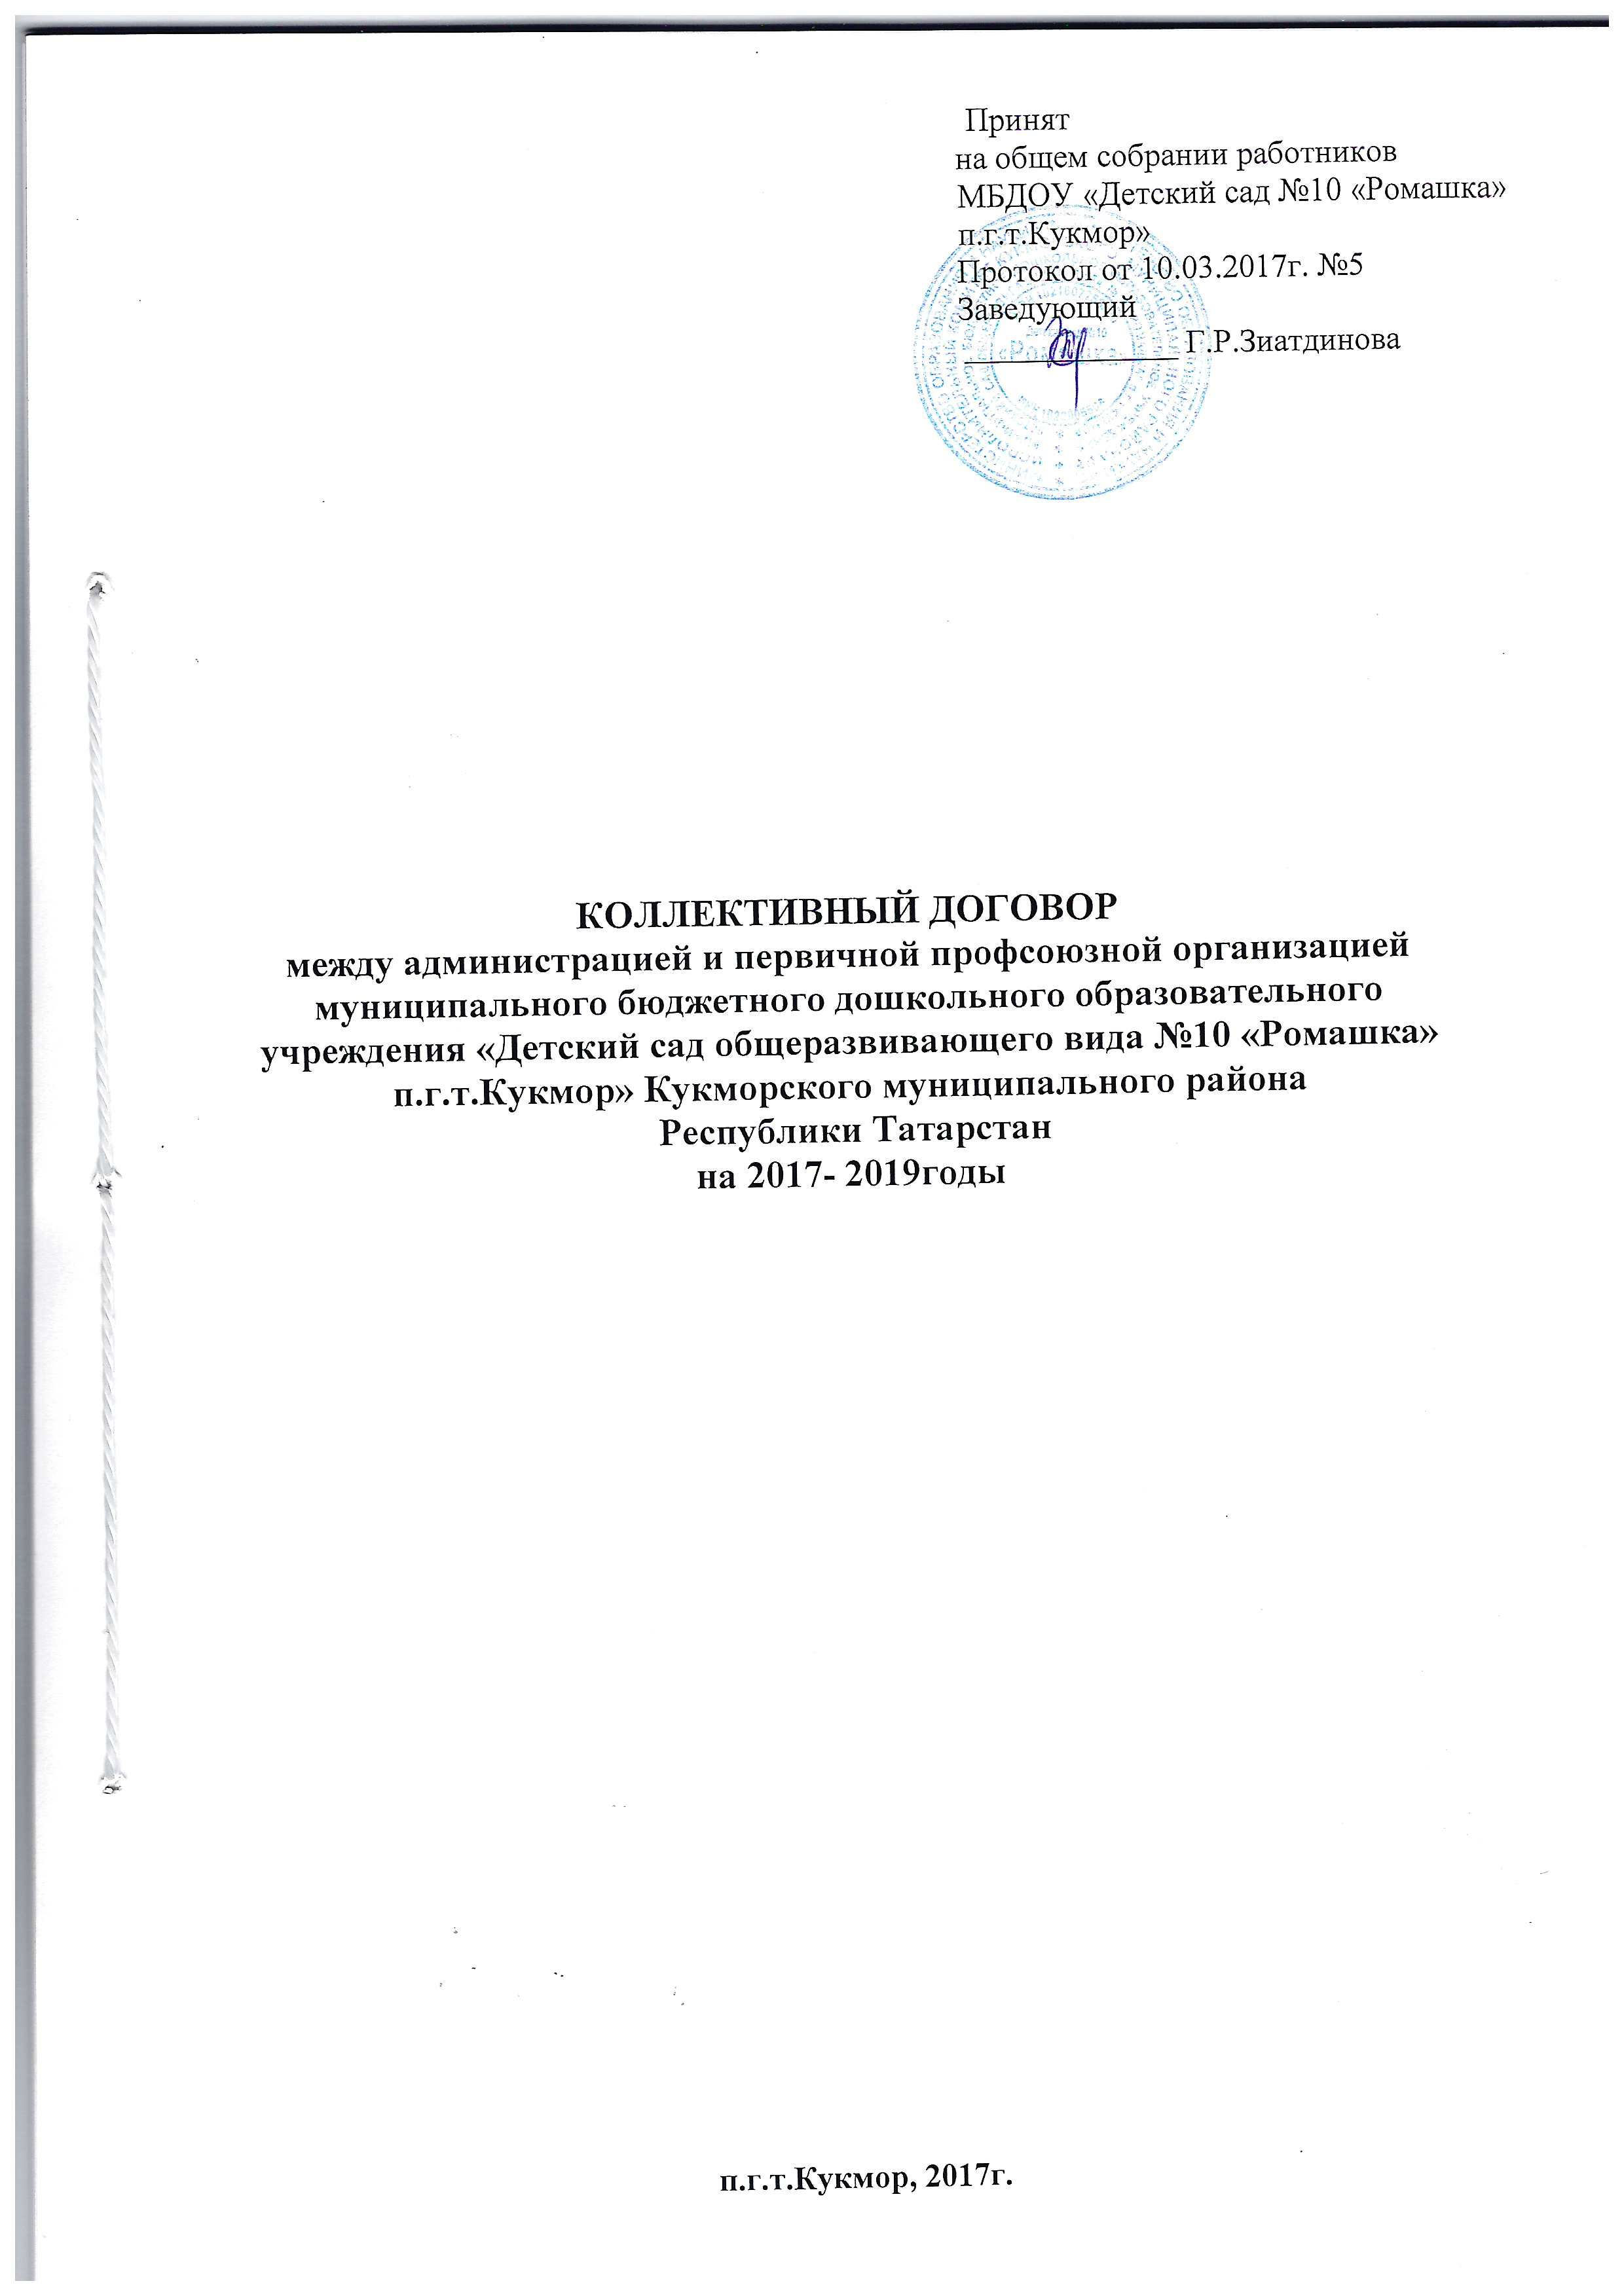 Принят
на общем собрании работников
МБДОУ «Детский сад №10 «Ромашка»
п.г.т.Кукмор»
Протокол от 10.03.2017г. №5
Заведующий
Г.Р.Зиатдинова
КОЛЛЕКТИВНЫЙ ДОГОВОР
между администрацией и первичной профсоюзной организацией
муниципального бюджетного дошкольного образовательного
учреждения «Детский сад общеразвивающего вида №10 «Ромашка»
п.г.т.Кукмор» Кукморского муниципального района
Республики Татарстан
на 2017- 2019годы
п.г.т.Кукмор, 2017г.